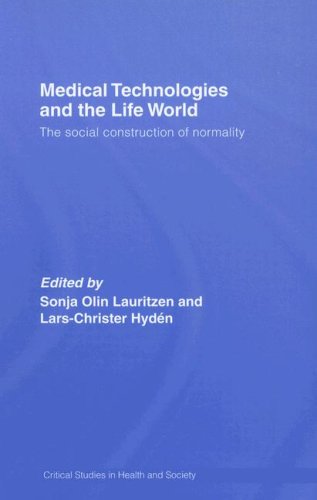 Medical Technologies
and the Life World
The social construction of normality
Edited by
Sonja Olin Lauritzen and
Lars-Christer Hydén
Critical Studies in Health and Society